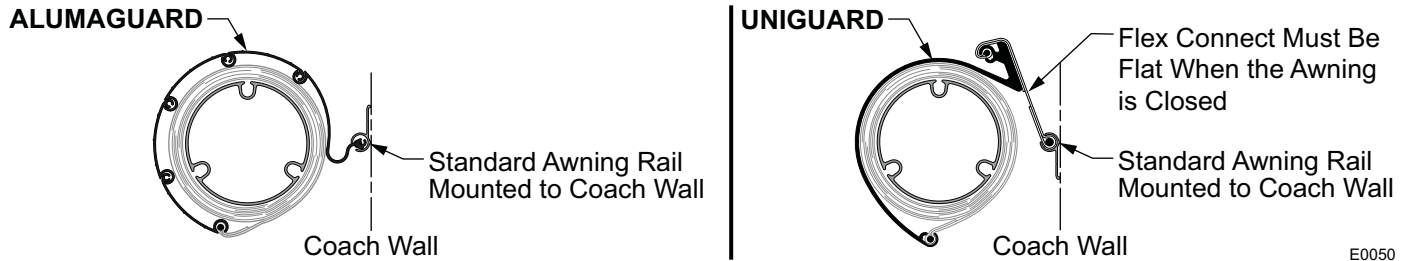 ALUMAGUARD
Standard Awning Rail
Mounted to Coach Wall
Coach Wall
UNIGUARD
Flex Connect Must Be
Flat When the Awning
is Closed
Standard Awning Rail
Mounted to Coach Wall
Coach Wall
E0050